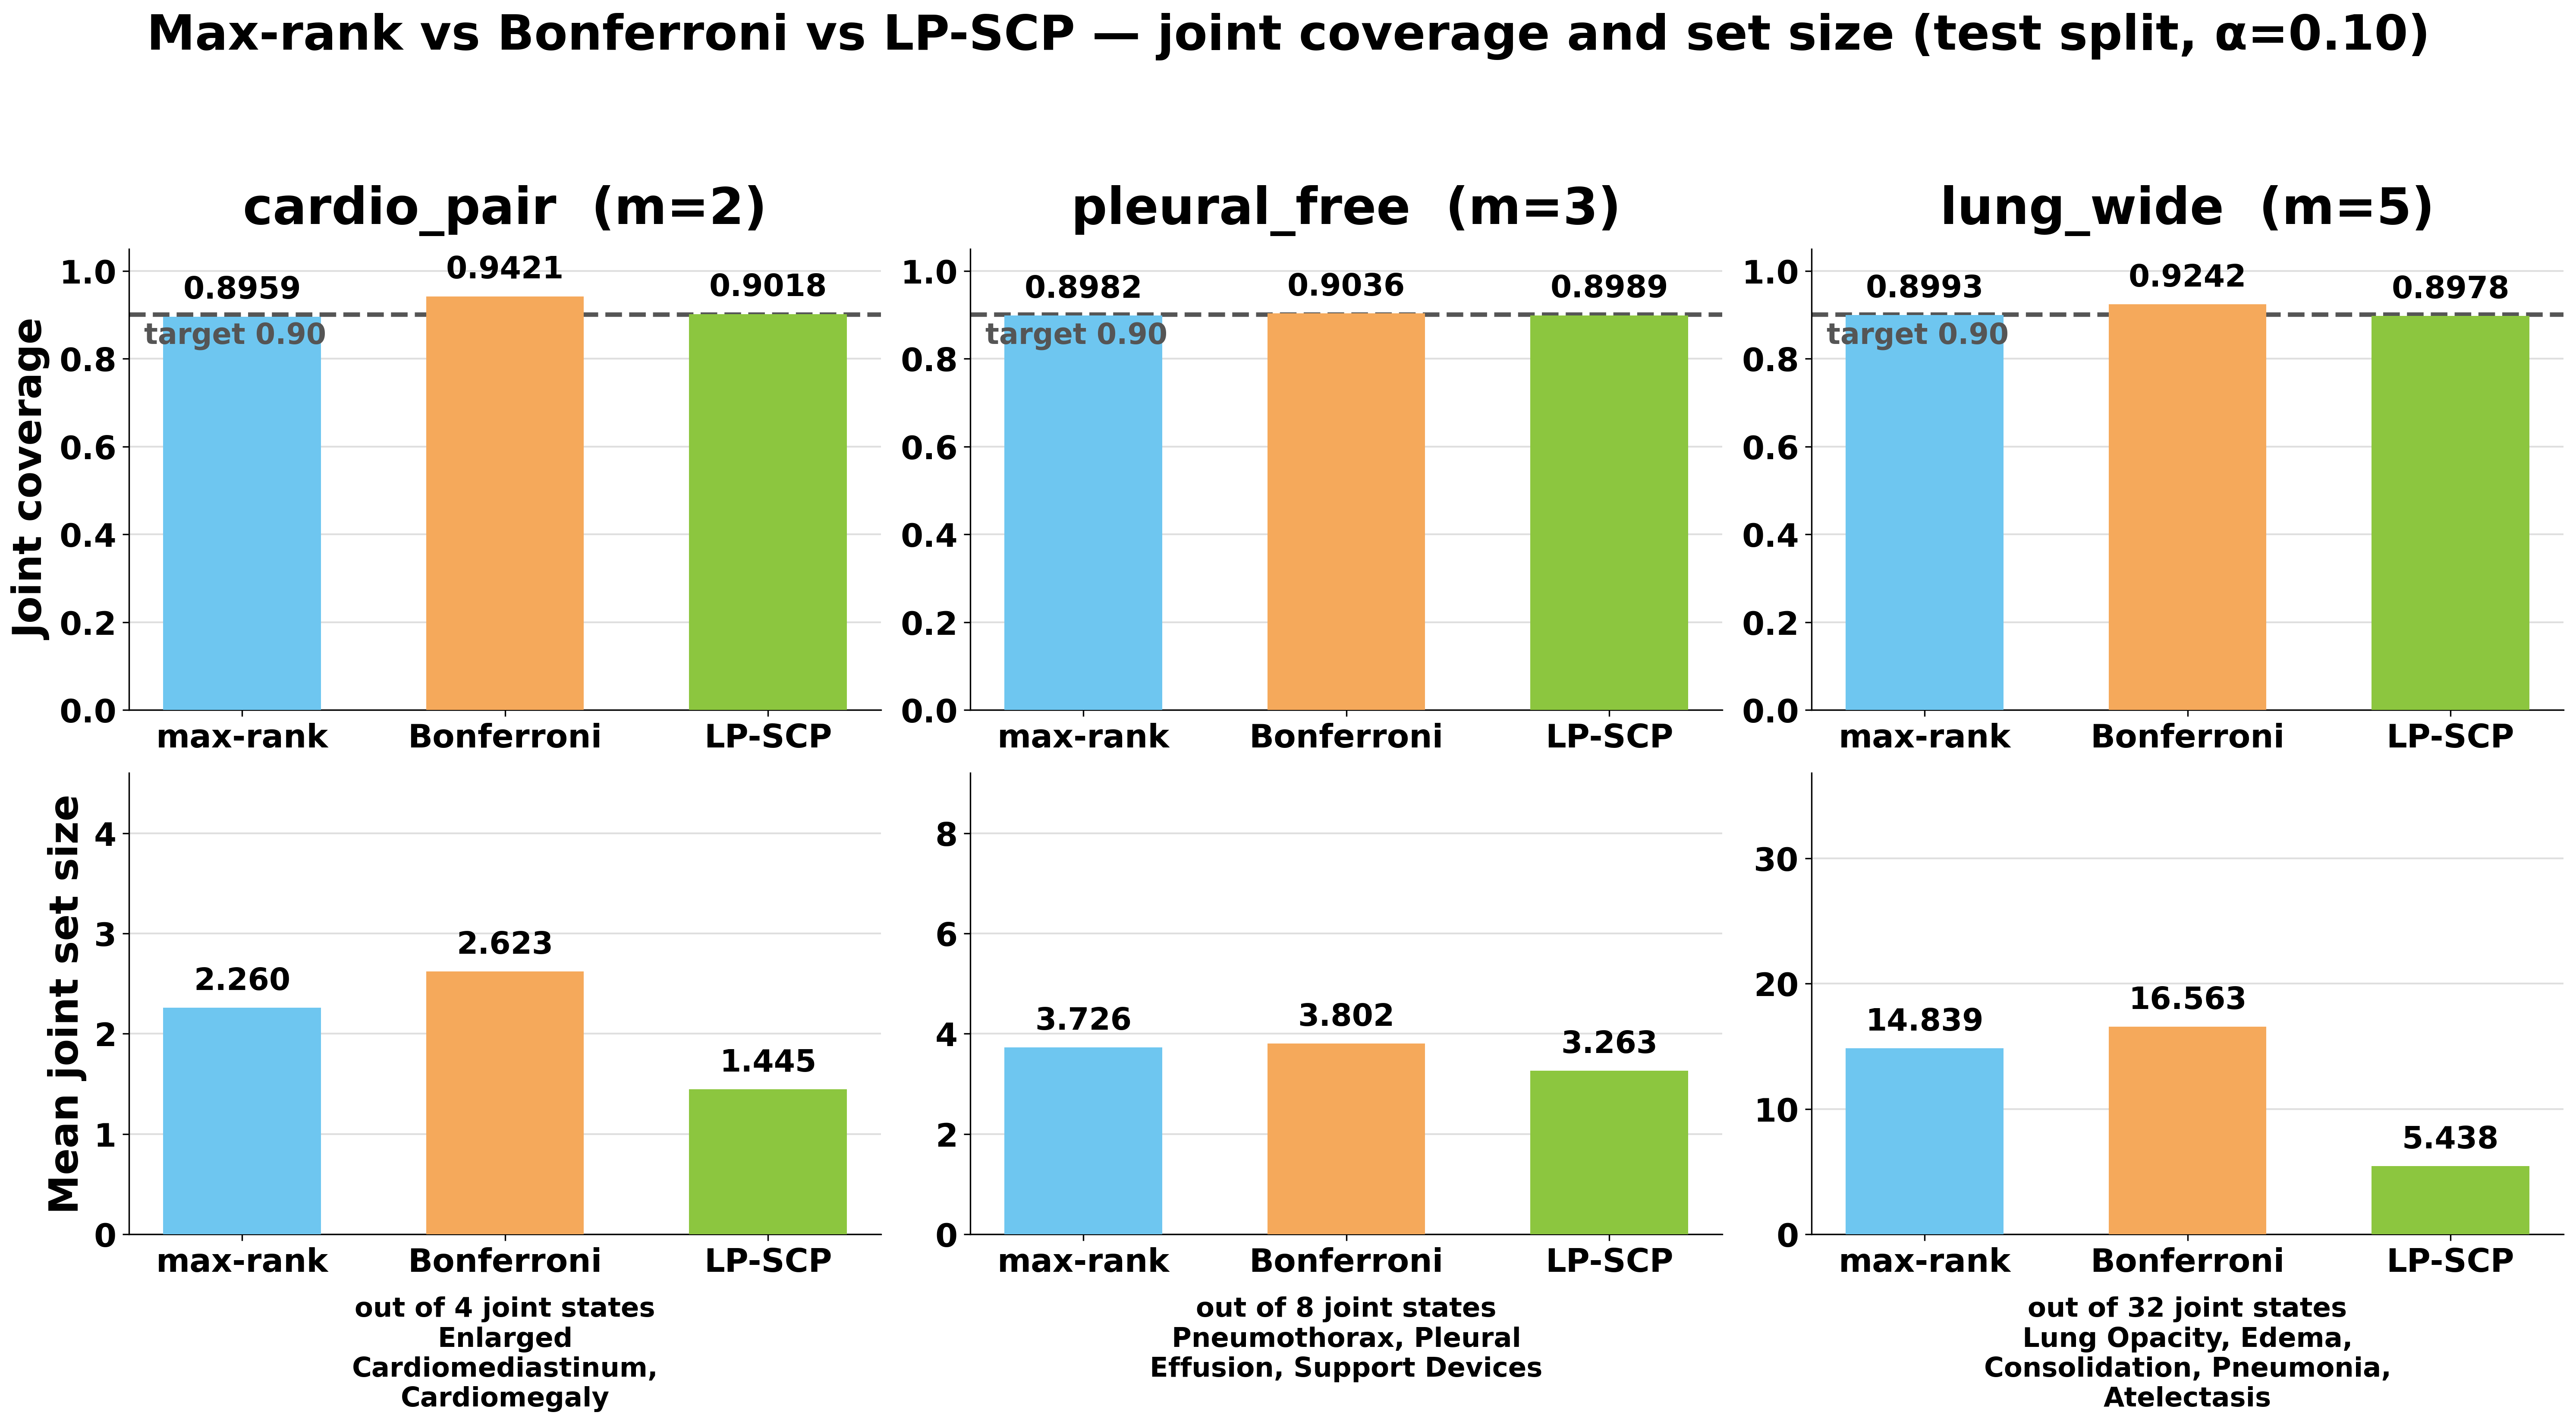 Max-rank vs Bonferroni vs LP-SCP — joint coverage and set size (test split, α=0.10)
cardio_pair (m=2)
Joint coverage
1.0
0.8
0.6
0.4
0.2
0.0
0.8959
0.9421
0.9018
target 0.90
max-rank
Bonferroni
LP-SCP
pleural_free (m=3)
1.0
0.8
0.6
0.4
0.2
0.0
0.8982
0.9036
0.8989
target 0.90
max-rank
Bonferroni
LP-SCP
lung_wide (m=5)
1.0
0.8
0.6
0.4
0.2
0.0
0.8993
0.9242
0.8978
target 0.90
max-rank
Bonferroni
LP-SCP
Mean joint set size
4
3
2
1
0
2.260
2.623
1.445
max-rank
Bonferroni
LP-SCP
out of 4 joint states
Enlarged
Cardiomediastinum,
Cardiomegaly
8
6
4
2
0
3.726
3.802
3.263
max-rank
Bonferroni
LP-SCP
out of 8 joint states
Pneumothorax, Pleural
Effusion, Support Devices
30
20
10
0
14.839
16.563
5.438
max-rank
Bonferroni
LP-SCP
out of 32 joint states
Lung Opacity, Edema,
Consolidation, Pneumonia,
Atelectasis